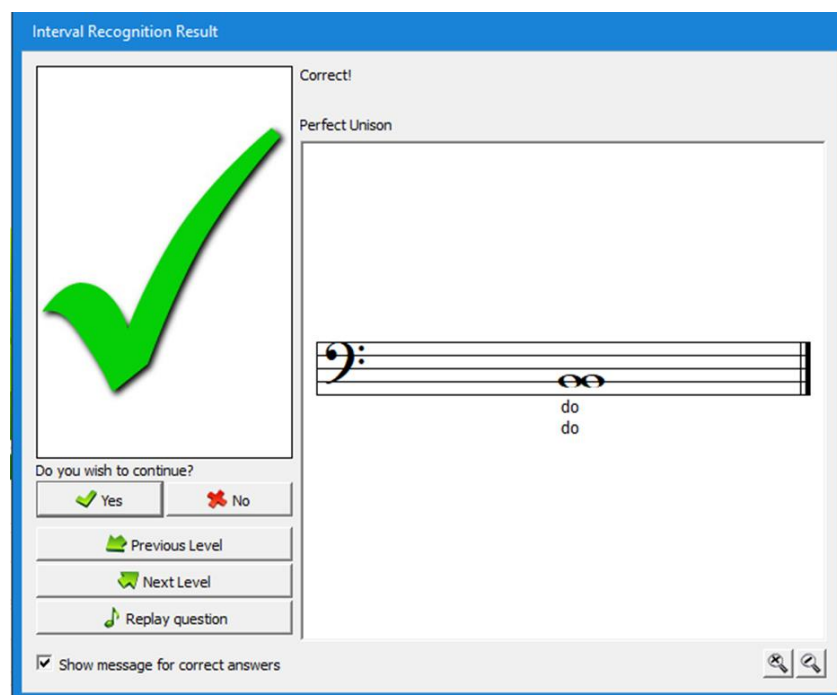 Interval Recognition Result
Correct!
Perfect Unison
do
do
Do you wish to continue?
Yes
No
Previous Level
Next Level
Replay question
Show message for correct answers